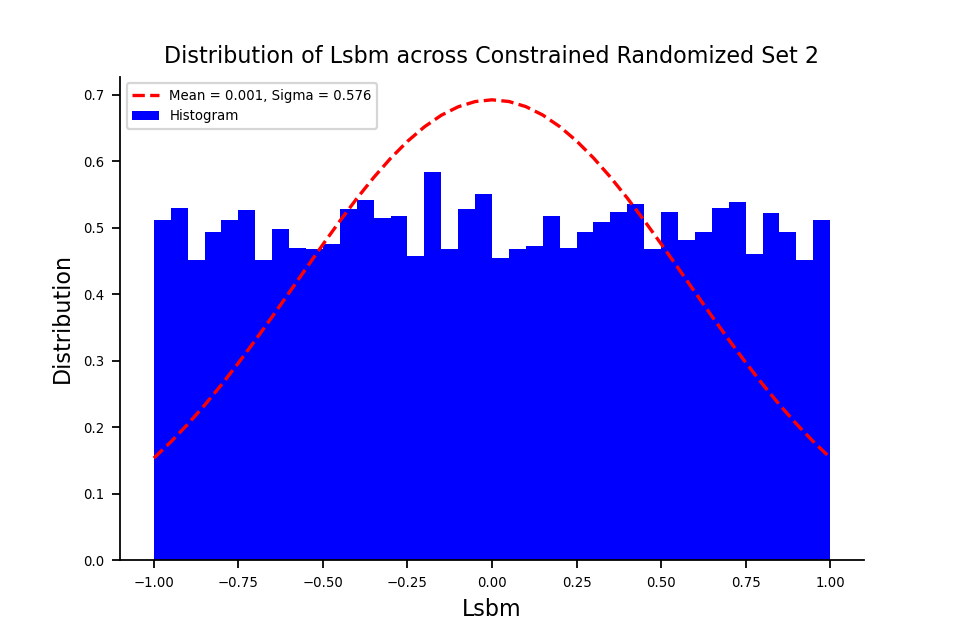 Distribution of Lsbm across Constrained Randomized Set 2
Mean = 0.001, Sigma = 0.576
Histogram
Distribution
0.7
0.6
0.5
0.4
0.3
0.2
0.1
0.0
−1.00 −0.75 −0.50 −0.25 0.00 0.25 0.50 0.75 1.00
Lsbm